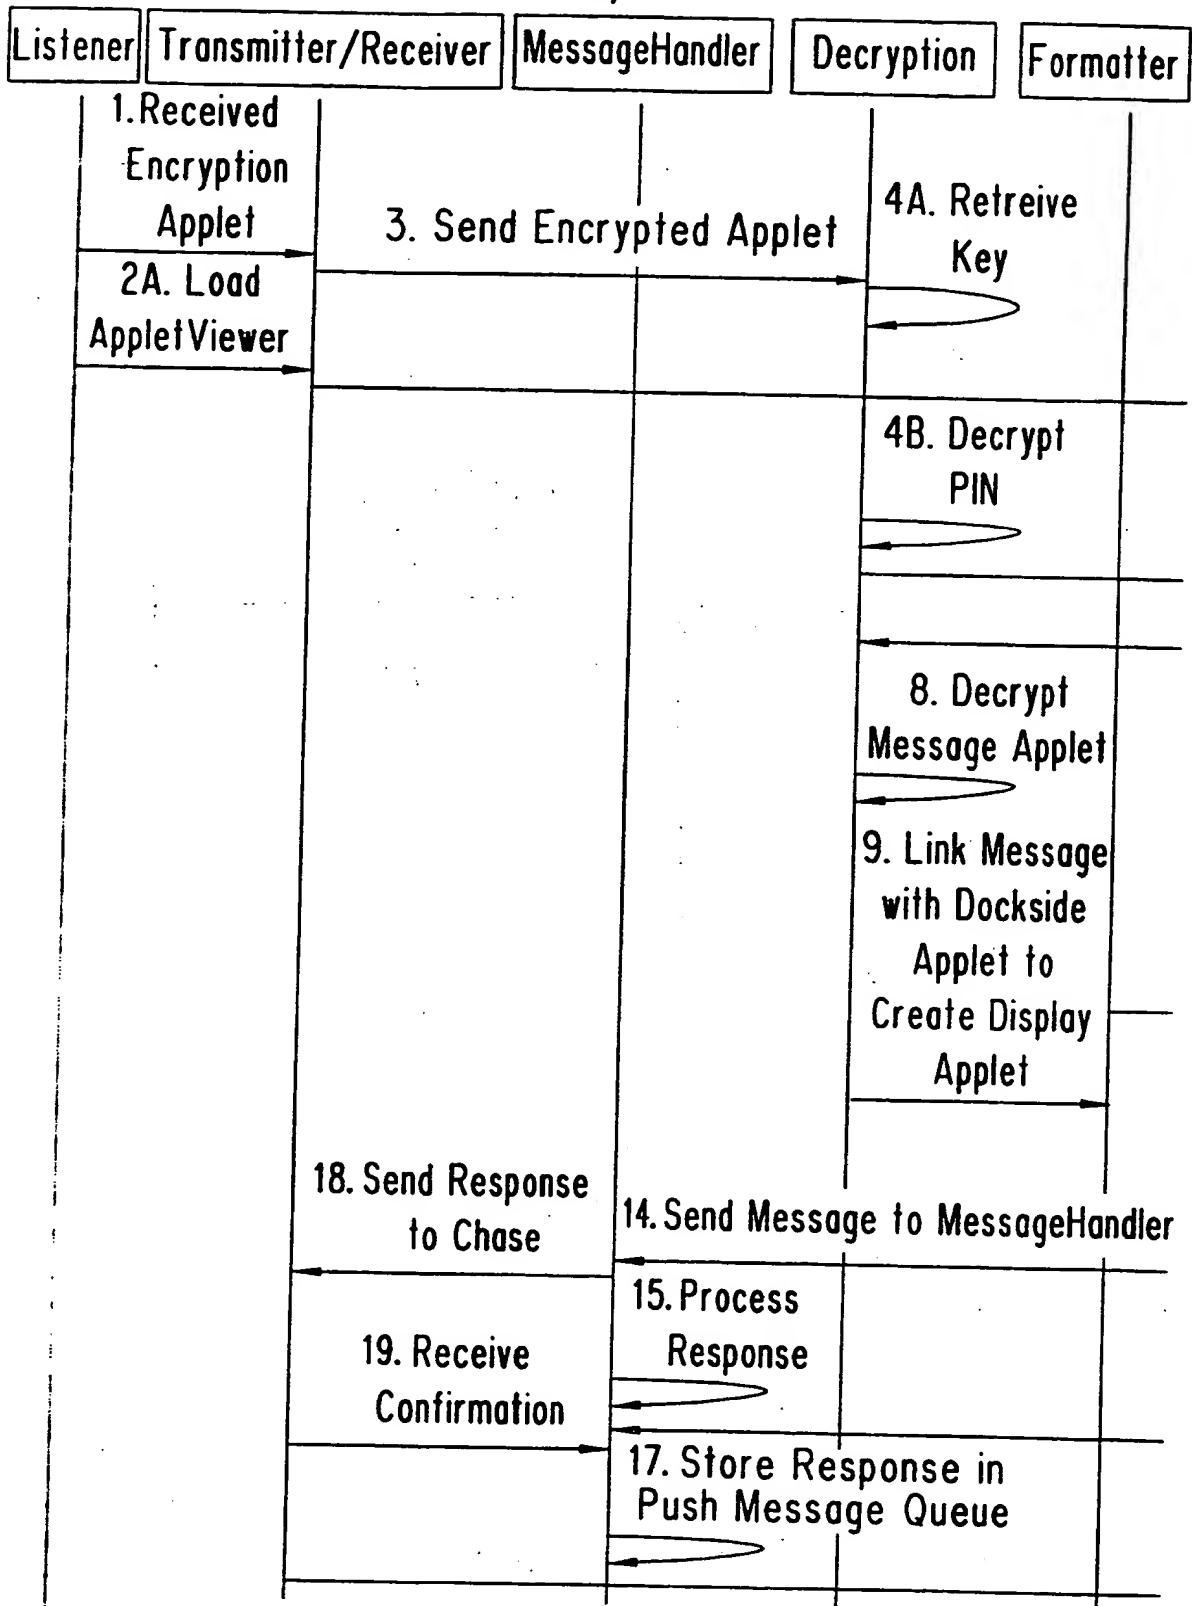 Listener Transmitter/Receiver MessageHandler Decryption Formatter
1.Received
Encryption
Applet
2A. Load
AppletViewer
3. Send Encrypted Applet
4A. Retreive
Key
4B. Decrypt
PIN
8. Decrypt
Message Applet
9. Link Message
with Dockside
Applet to
Create Display
Applet
18. Send Response
to Chase
14. Send Message to MessageHandler
15. Process
Response
19. Receive
Confirmation
17. Store Response in
Push Message Queue